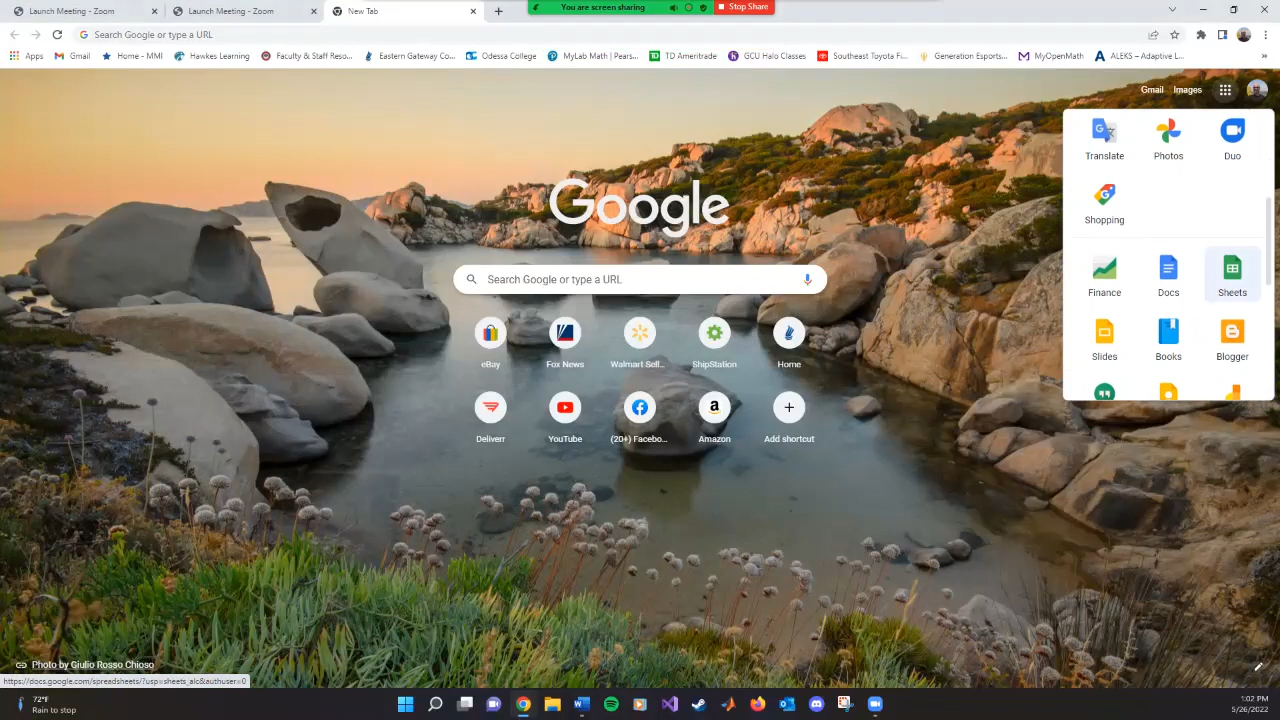 Launch Meeting - Zoom
Launch Meeting - Zoom
New Tab
You are screen sharing
Stop Share
Search Google or type a URL
Apps
Gmail
Home - MMI
Hawkes Learning
Faculty & Staff Reso...
Eastern Gateway Co...
Odessa College
MyLab Math | Pears...
TD Ameritrade
GCU Halo Classes
Southeast Toyota Fi...
Generation Esports...
MyOpenMath
ALEKS – Adaptive L...
Gmail Images
Translate Photos Duo
Shopping
Finance Docs Sheets
Slides Books Blogger
Google
Search Google or type a URL
eBay Fox News Walmart Sell... ShipStation Home
Deliverr YouTube (20+) Facebo... Amazon Add shortcut
Photo by Giulio Rosso Chioso
https://docs.google.com/spreadsheets/?usp=sheets_alc&authuser=0
72°F
Rain to stop
1:02 PM
5/26/2022